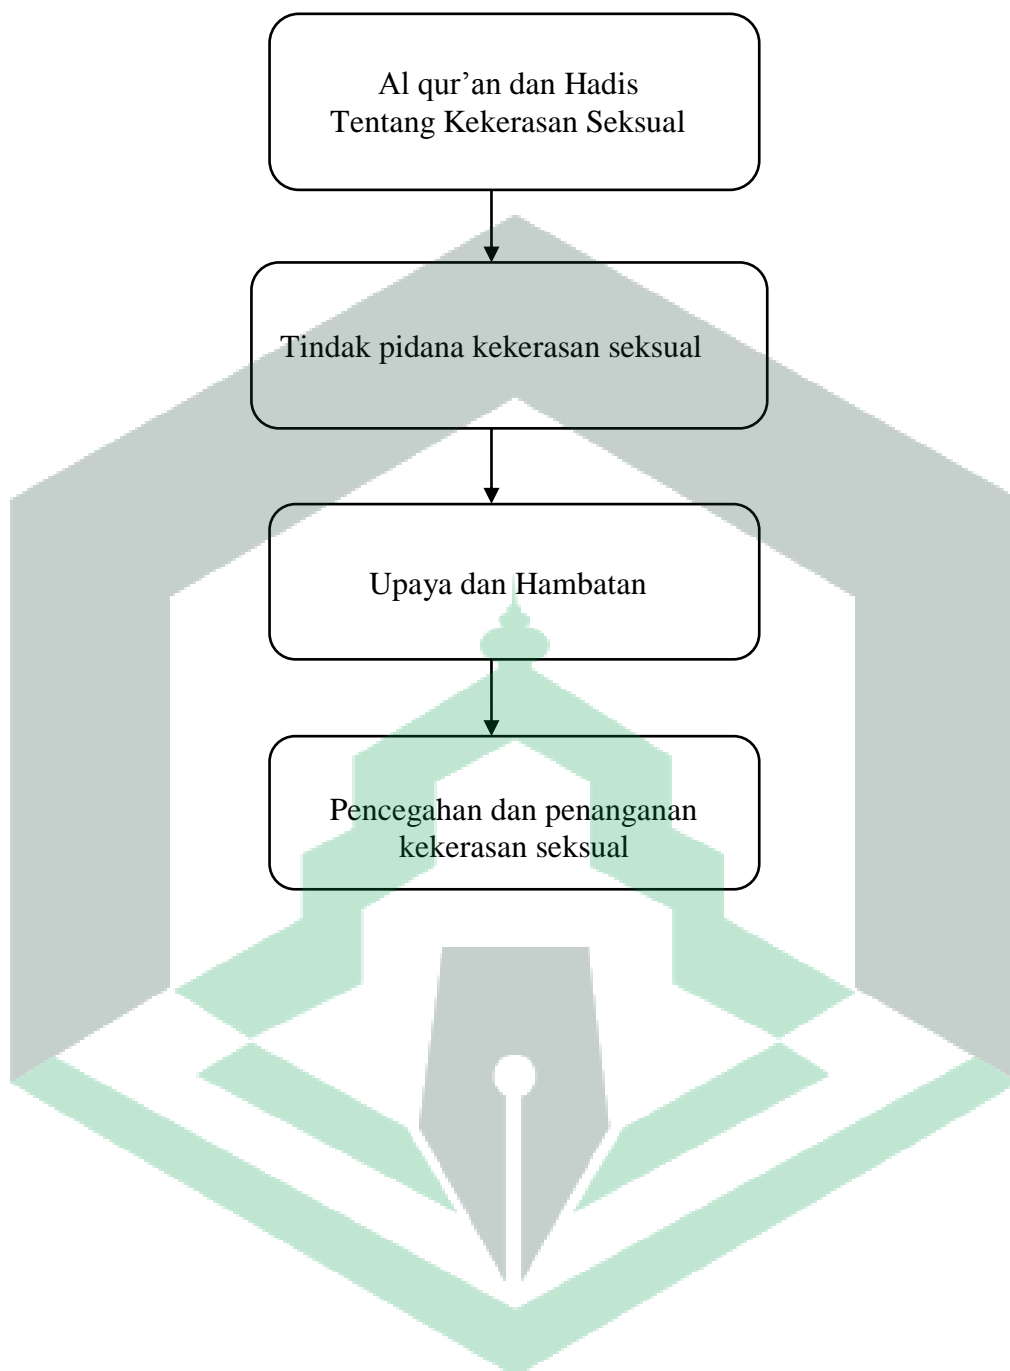 Al qur’an dan Hadis
Tentang Kekerasan Seksual
Tindak pidana kekerasan seksual
Upaya dan Hambatan
Pencegahan dan penanganan
kekerasan seksual